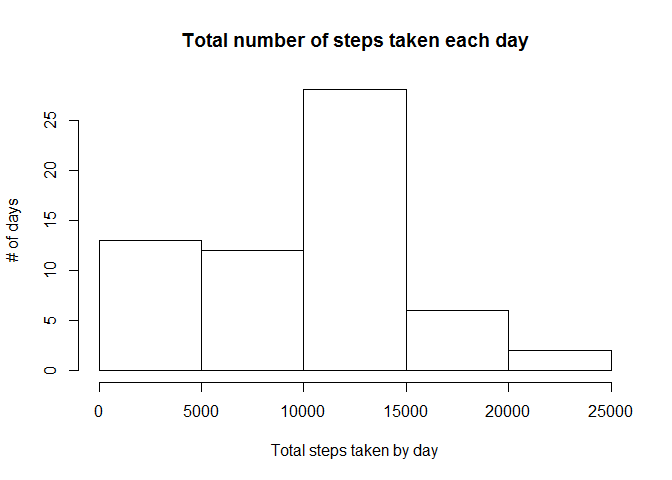 Total number of steps taken each day
# of days
25
20
15
10
5
0
0 5000 10000 15000 20000 25000
Total steps taken by day